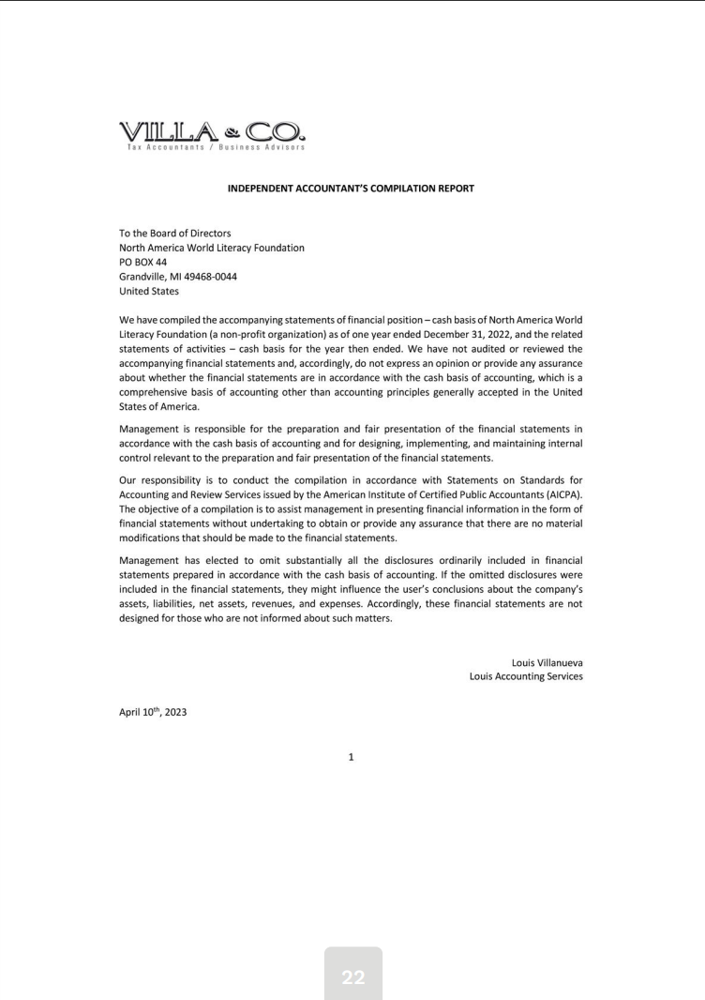 VILLA & CO.
Tax Accountants / Business Advisors
INDEPENDENT ACCOUNTANT'S COMPILATION REPORT
To the Board of Directors
North America World Literacy Foundation
PO BOX 44
Grandville, MI 49468-0044
United States
We have compiled the accompanying statements of financial position – cash basis of North America World
Literacy Foundation (a non-profit organization) as of one year ended December 31, 2022, and the related
statements of activities – cash basis for the year then ended. We have not audited or reviewed the
accompanying financial statements and, accordingly, do not express an opinion or provide any assurance
about whether the financial statements are in accordance with the cash basis of accounting, which is a
comprehensive basis of accounting other than accounting principles generally accepted in the United
States of America.
Management is responsible for the preparation and fair presentation of the financial statements in
accordance with the cash basis of accounting and for designing, implementing, and maintaining internal
control relevant to the preparation and fair presentation of the financial statements.
Our responsibility is to conduct the compilation in accordance with Statements on Standards for
Accounting and Review Services issued by the American Institute of Certified Public Accountants (AICPA).
The objective of a compilation is to assist management in presenting financial information in the form of
financial statements without undertaking to obtain or provide any assurance that there are no material
modifications that should be made to the financial statements.
Management has elected to omit substantially all the disclosures ordinarily included in financial
statements prepared in accordance with the cash basis of accounting. If the omitted disclosures were
included in the financial statements, they might influence the user's conclusions about the company's
assets, liabilities, net assets, revenues, and expenses. Accordingly, these financial statements are not
designed for those who are not informed about such matters.
Louis Villanueva
Louis Accounting Services
April 10th, 2023
1
22